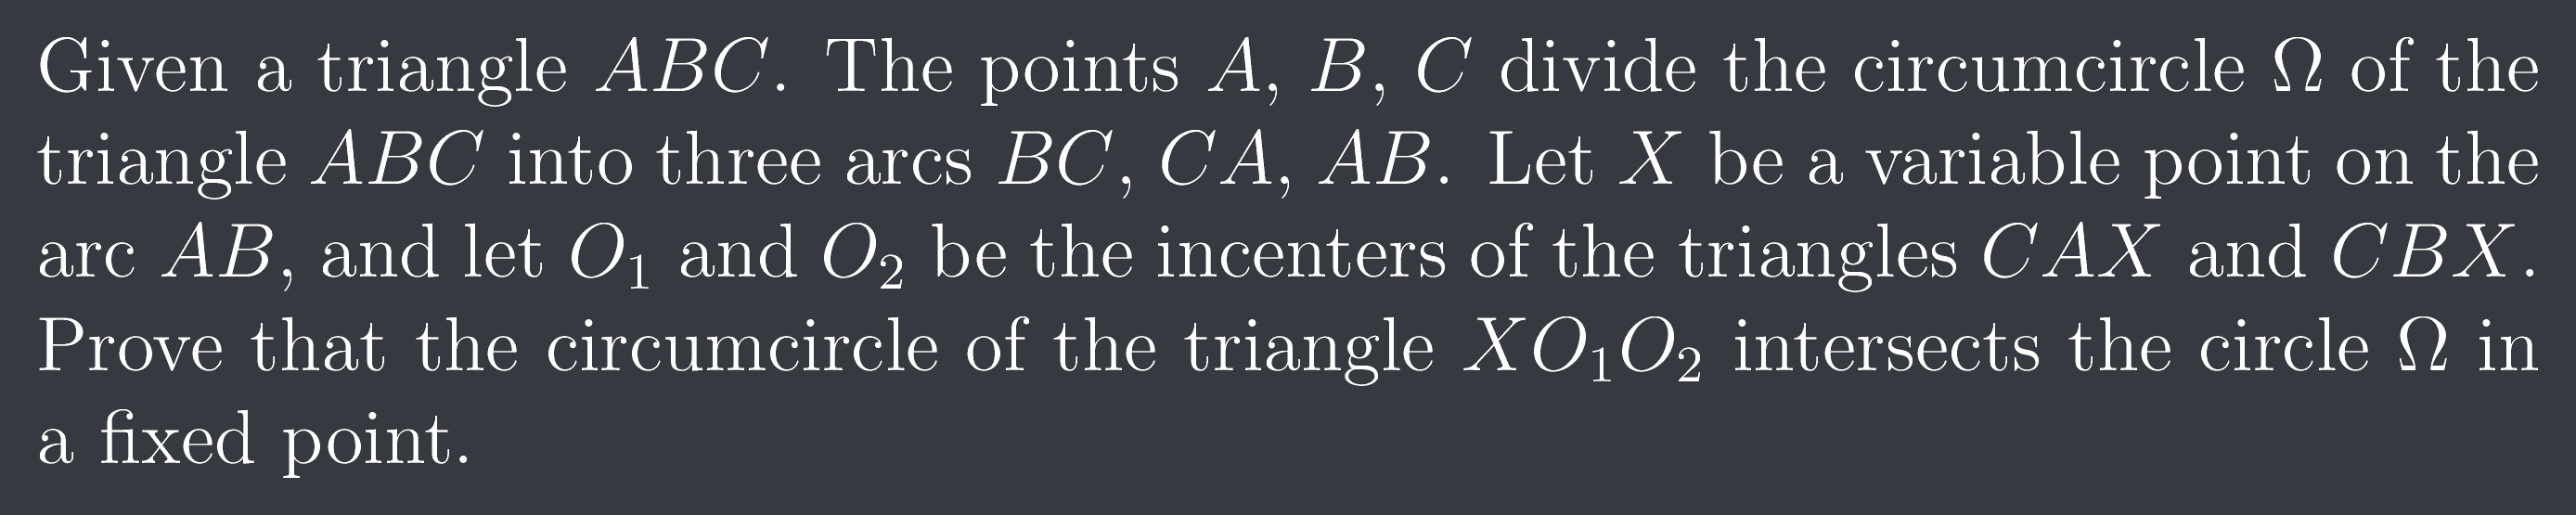 Given a triangle ABC. The points A, B, C divide the circumcircle Ω of the
triangle ABC into three arcs BC, CA, AB. Let X be a variable point on the
arc AB, and let O₁ and O₂ be the incenters of the triangles CAX and CBX.
Prove that the circumcircle of the triangle XO₁O₂ intersects the circle Ω in
a fixed point.